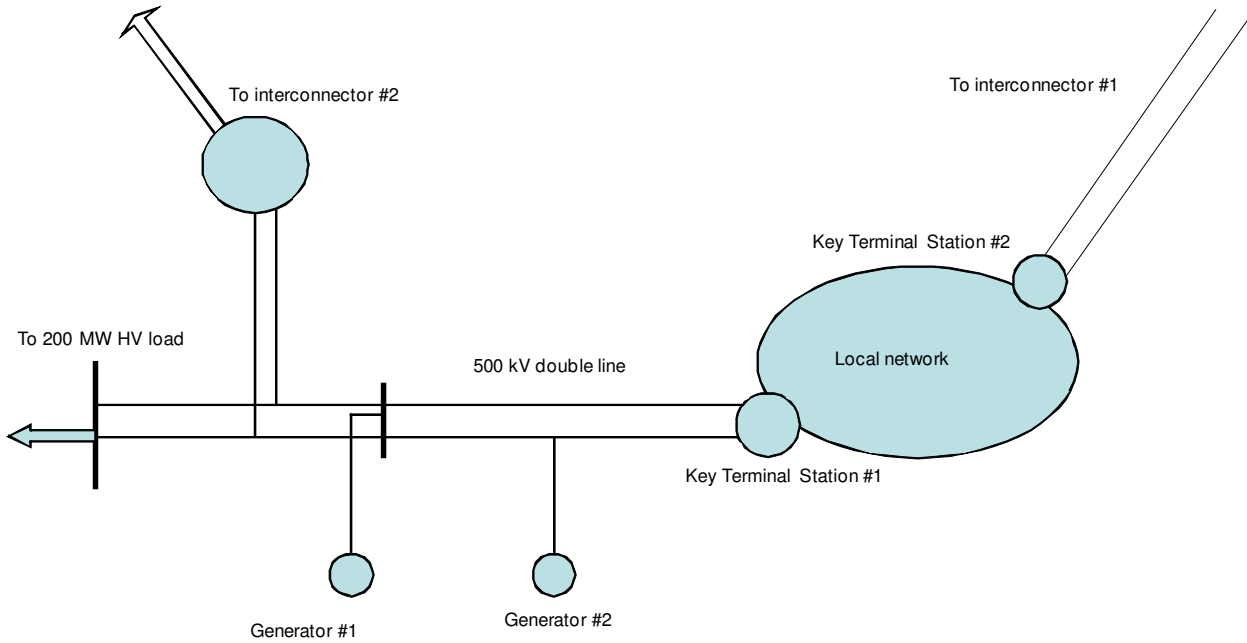 To interconnector #2
To interconnector #1
Key Terminal Station #2
To 200 MW HV load
500 kV double line
Local network
Key Terminal Station #1
Generator #1
Generator #2